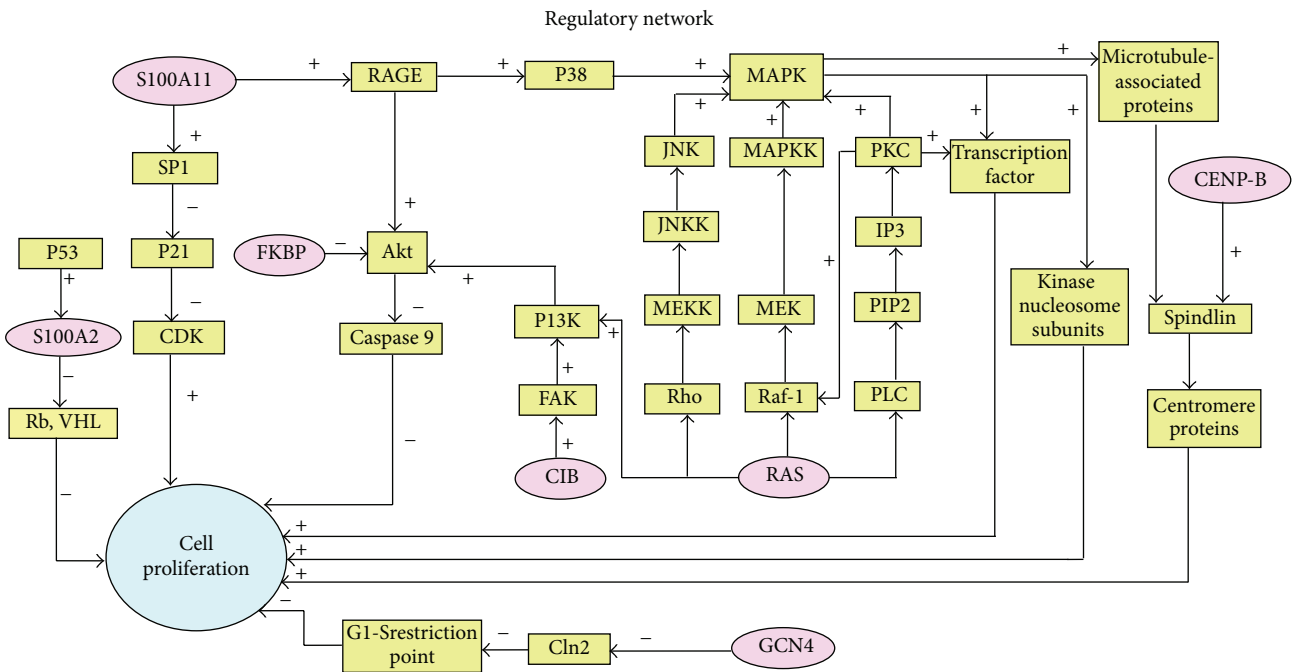 Regulatory network
S100A11
+
RAGE
+
P38
+
MAPK
+
Microtubule-
associated
proteins
+
SP1
+
JNK
+
MAPKK
+
PKC
+
+
Transcription
factor
+
+
CENP-B
–
+
P53
P21
FKBP
–
Akt
+
JNKK
IP3
+
+
+
–
–
Kinase
nucleosome
subunits
S100A2
CDK
Caspase 9
P13K
+
MEKK
MEK
PIP2
Spindlin
–
+
+
Rb, VHL
FAK
Rho
Raf-1
PLC
Centromere
proteins
–
+
CIB
RAS
–
Cell
proliferation
+
+
+
–
G1-Srestriction
point
–
Cln2
–
GCN4